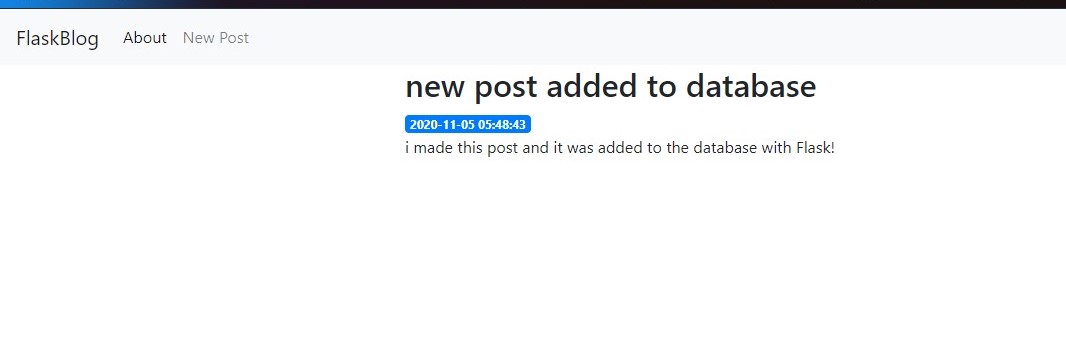 FlaskBlog About New Post
new post added to database
2020-11-05 05:48:43
i made this post and it was added to the database with Flask!